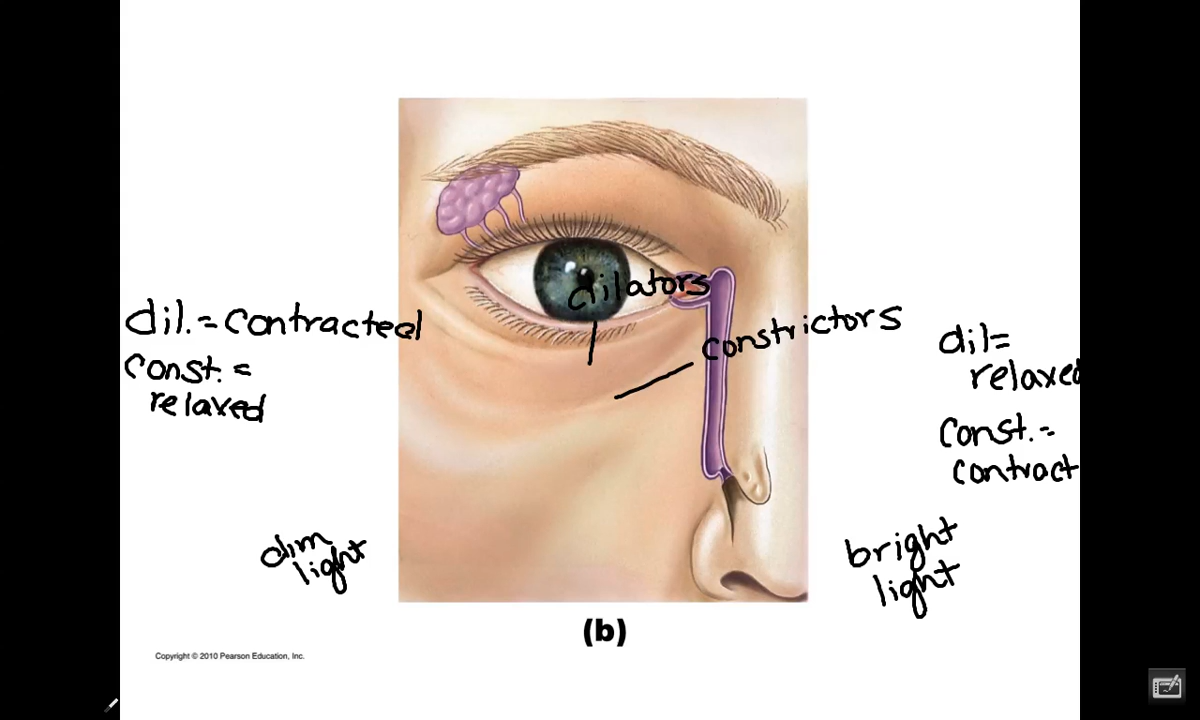 dilators
constrictors
dil. = contracted
const. =
relaxed
dil=
relaxed
const. =
contract
dim
light
bright
light
(b)
Copyright © 2010 Pearson Education, Inc.